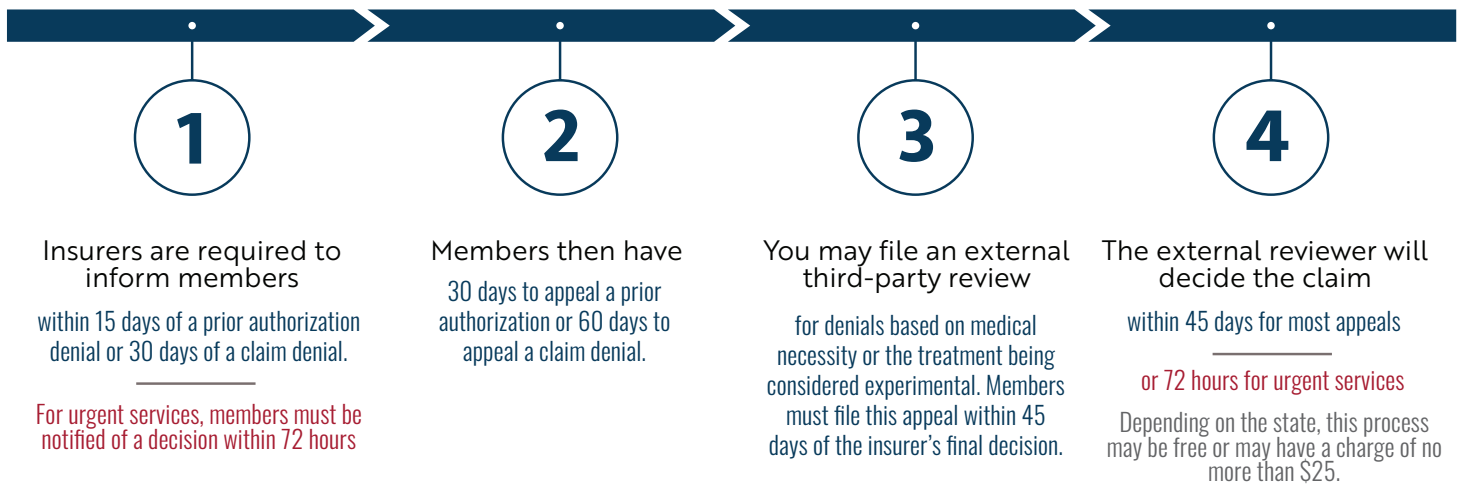 1
Insurers are required to
inform members
within 15 days of a prior authorization
denial or 30 days of a claim denial.
For urgent services, members must be
notified of a decision within 72 hours
2
Members then have
30 days to appeal a prior
authorization or 60 days to
appeal a claim denial.
3
You may file an external
third-party review
for denials based on medical
necessity or the treatment being
considered experimental. Members
must file this appeal within 45
days of the insurer’s final decision.
4
The external reviewer will
decide the claim
within 45 days for most appeals
or 72 hours for urgent services
Depending on the state, this process
may be free or may have a charge of no
more than $25.